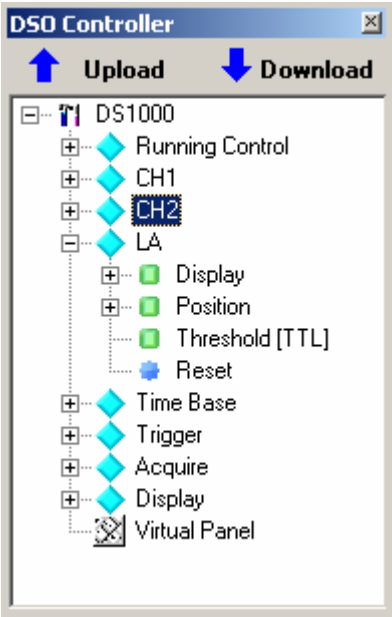 DSO Controller
Upload Download
DS1000
Running Control
CH1
CH2
LA
Display
Position
Threshold [TTL]
Reset
Time Base
Trigger
Acquire
Display
Virtual Panel